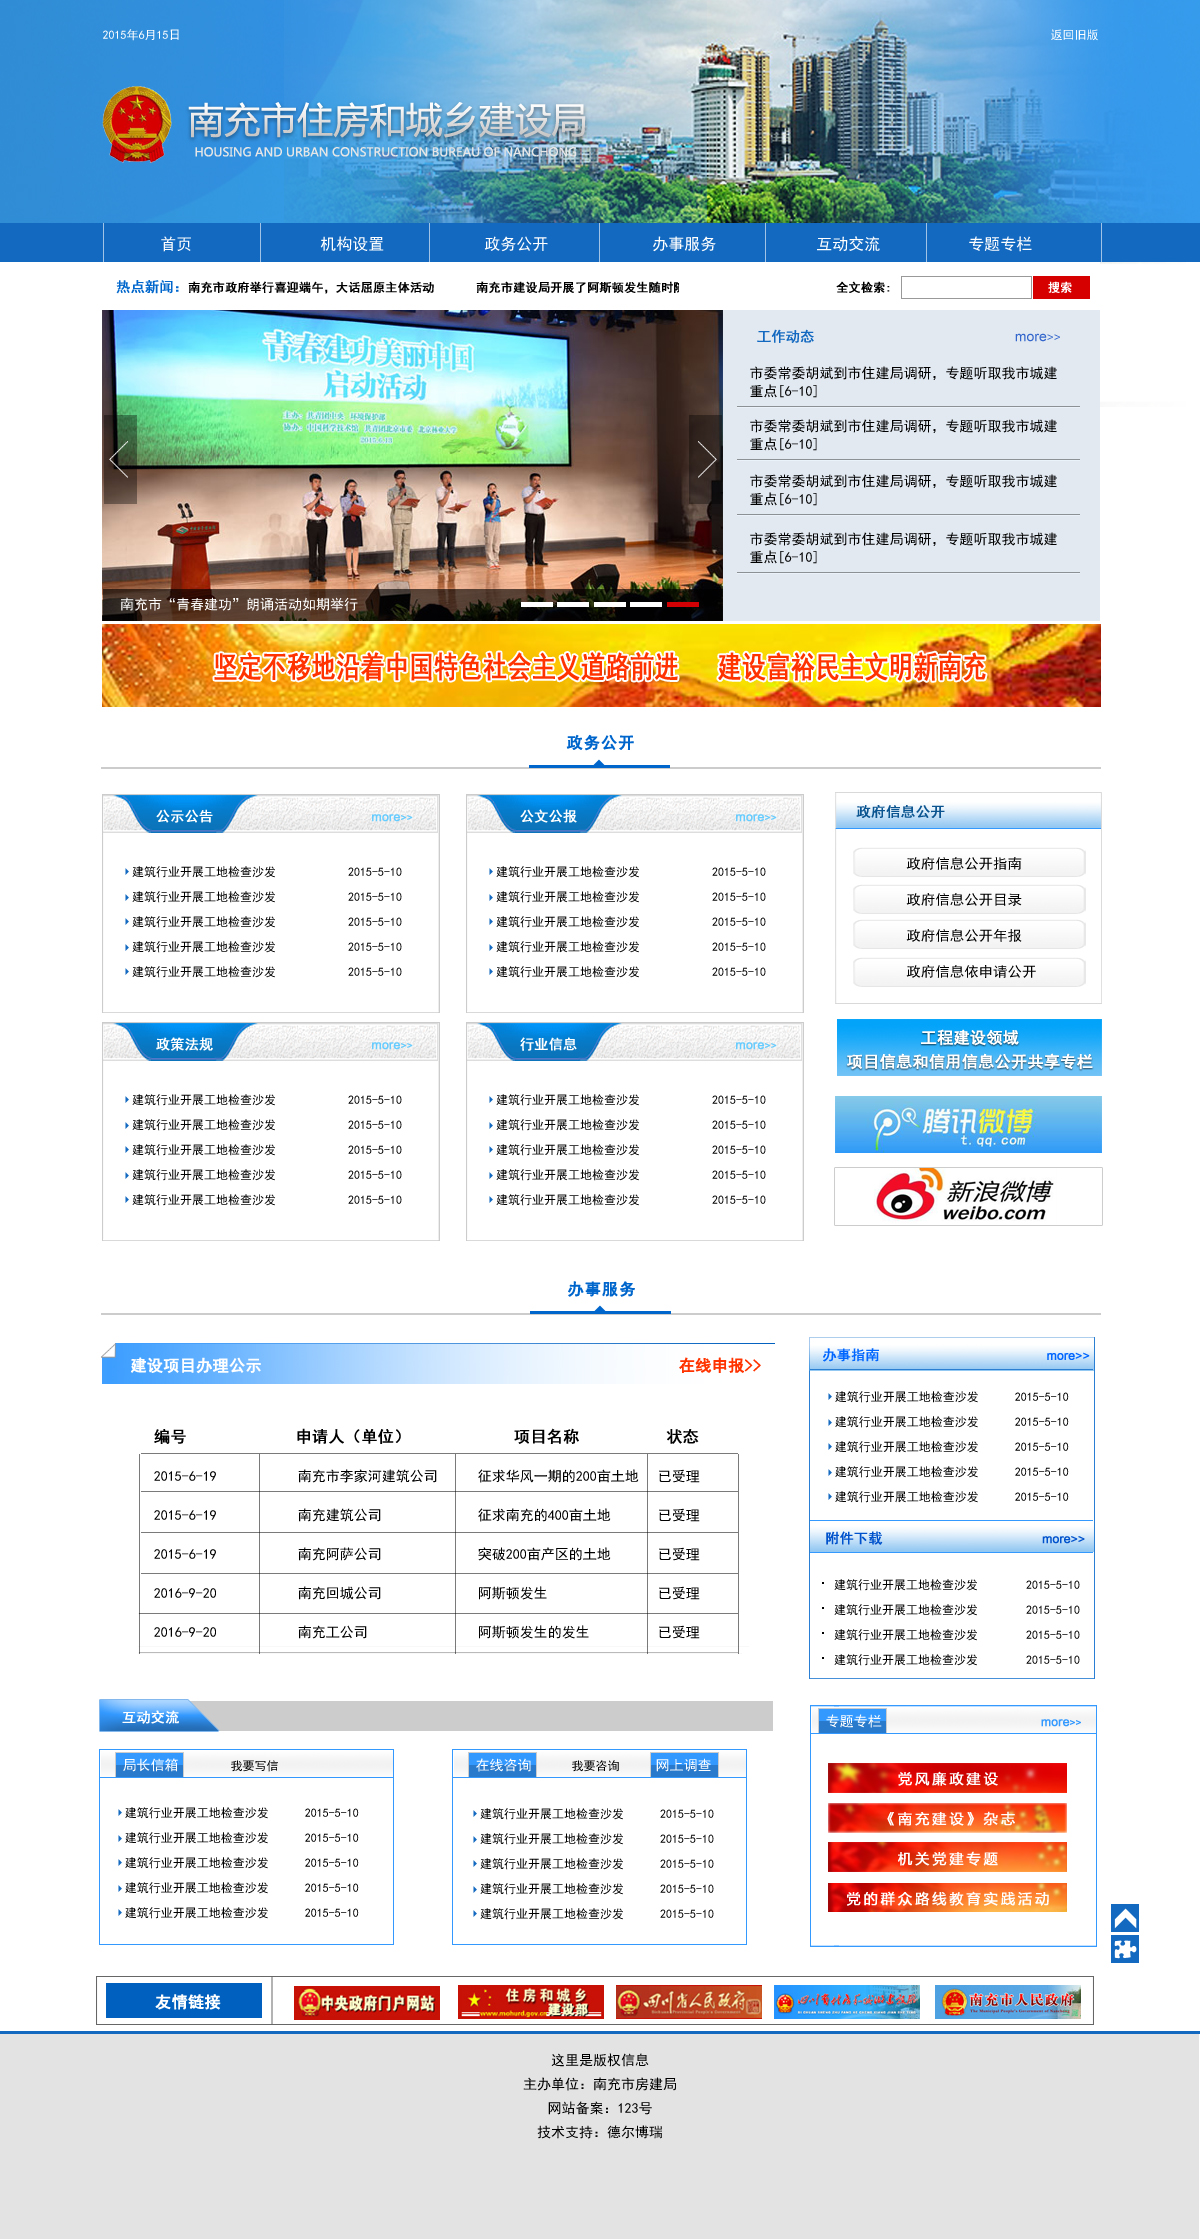 2015年6月15日
返回旧版
南充市住房和城乡建设局
HOUSING AND URBAN CONSTRUCTION BUREAU OF NANCHONG
首页
机构设置
政务公开
办事服务
互动交流
专题专栏
热点新闻：
南充市政府举行喜迎端午，大话屈原主体活动
南充市建设局开展了阿斯顿发生随时
全文检索：
搜索
青春建功美丽中国
启动活动
主办：共青团中央 环境保护部
协办：中国科学技术馆 共青团北京市委 北京林业大学
2015.6.19
南充市“青春建功”朗诵活动如期举行
工作动态
more>>
市委常委胡斌到市住建局调研，专题听取我市城建
重点[6-10]
市委常委胡斌到市住建局调研，专题听取我市城建
重点[6-10]
市委常委胡斌到市住建局调研，专题听取我市城建
重点[6-10]
市委常委胡斌到市住建局调研，专题听取我市城建
重点[6-10]
坚定不移地沿着中国特色社会主义道路前进 建设富裕民主文明新南充
政务公开
公示公告
more>>
建筑行业开展工地检查沙发 2015-5-10
建筑行业开展工地检查沙发 2015-5-10
建筑行业开展工地检查沙发 2015-5-10
建筑行业开展工地检查沙发 2015-5-10
建筑行业开展工地检查沙发 2015-5-10
公文公报
more>>
建筑行业开展工地检查沙发 2015-5-10
建筑行业开展工地检查沙发 2015-5-10
建筑行业开展工地检查沙发 2015-5-10
建筑行业开展工地检查沙发 2015-5-10
建筑行业开展工地检查沙发 2015-5-10
政府信息公开
政府信息公开指南
政府信息公开目录
政府信息公开年报
政府信息依申请公开
政策法规
more>>
建筑行业开展工地检查沙发 2015-5-10
建筑行业开展工地检查沙发 2015-5-10
建筑行业开展工地检查沙发 2015-5-10
建筑行业开展工地检查沙发 2015-5-10
建筑行业开展工地检查沙发 2015-5-10
行业信息
more>>
建筑行业开展工地检查沙发 2015-5-10
建筑行业开展工地检查沙发 2015-5-10
建筑行业开展工地检查沙发 2015-5-10
建筑行业开展工地检查沙发 2015-5-10
建筑行业开展工地检查沙发 2015-5-10
工程建设领域
项目信息和信用信息公开共享专栏
腾讯微博
t.qq.com
新浪微博
weibo.com
办事服务
建设项目办理公示
在线申报>>
编号 申请人（单位） 项目名称 状态
2015-6-19 南充市李家河建筑公司 征求华风一期的200亩土地 已受理
2015-6-19 南充建筑公司 征求南充的400亩土地 已受理
2015-6-19 南充阿萨公司 突破200亩产区的土地 已受理
2016-9-20 南充回城公司 阿斯顿发生 已受理
2016-9-20 南充工公司 阿斯顿发生的发生 已受理
办事指南
more>>
建筑行业开展工地检查沙发 2015-5-10
建筑行业开展工地检查沙发 2015-5-10
建筑行业开展工地检查沙发 2015-5-10
建筑行业开展工地检查沙发 2015-5-10
建筑行业开展工地检查沙发 2015-5-10
附件下载
more>>
建筑行业开展工地检查沙发 2015-5-10
建筑行业开展工地检查沙发 2015-5-10
建筑行业开展工地检查沙发 2015-5-10
建筑行业开展工地检查沙发 2015-5-10
互动交流
局长信箱
我要写信
建筑行业开展工地检查沙发 2015-5-10
建筑行业开展工地检查沙发 2015-5-10
建筑行业开展工地检查沙发 2015-5-10
建筑行业开展工地检查沙发 2015-5-10
建筑行业开展工地检查沙发 2015-5-10
在线咨询
我要咨询
网上调查
建筑行业开展工地检查沙发 2015-5-10
建筑行业开展工地检查沙发 2015-5-10
建筑行业开展工地检查沙发 2015-5-10
建筑行业开展工地检查沙发 2015-5-10
建筑行业开展工地检查沙发 2015-5-10
专题专栏
more>>
党风廉政建设
《南充建设》杂志
机关党建专题
党的群众路线教育实践活动
友情链接
中央政府门户网站
住房和城乡
建设部
www.mohurd.gov.cn
四川省人民政府
南充市人民政府
这里是版权信息
主办单位：南充市房建局
网站备案：123号
技术支持：德尔博瑞